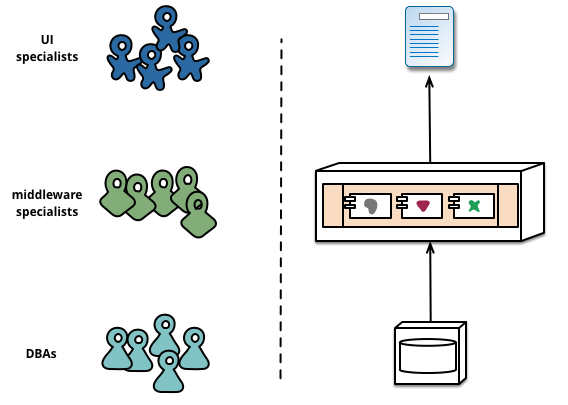 UI
specialists
middleware
specialists
DBAs